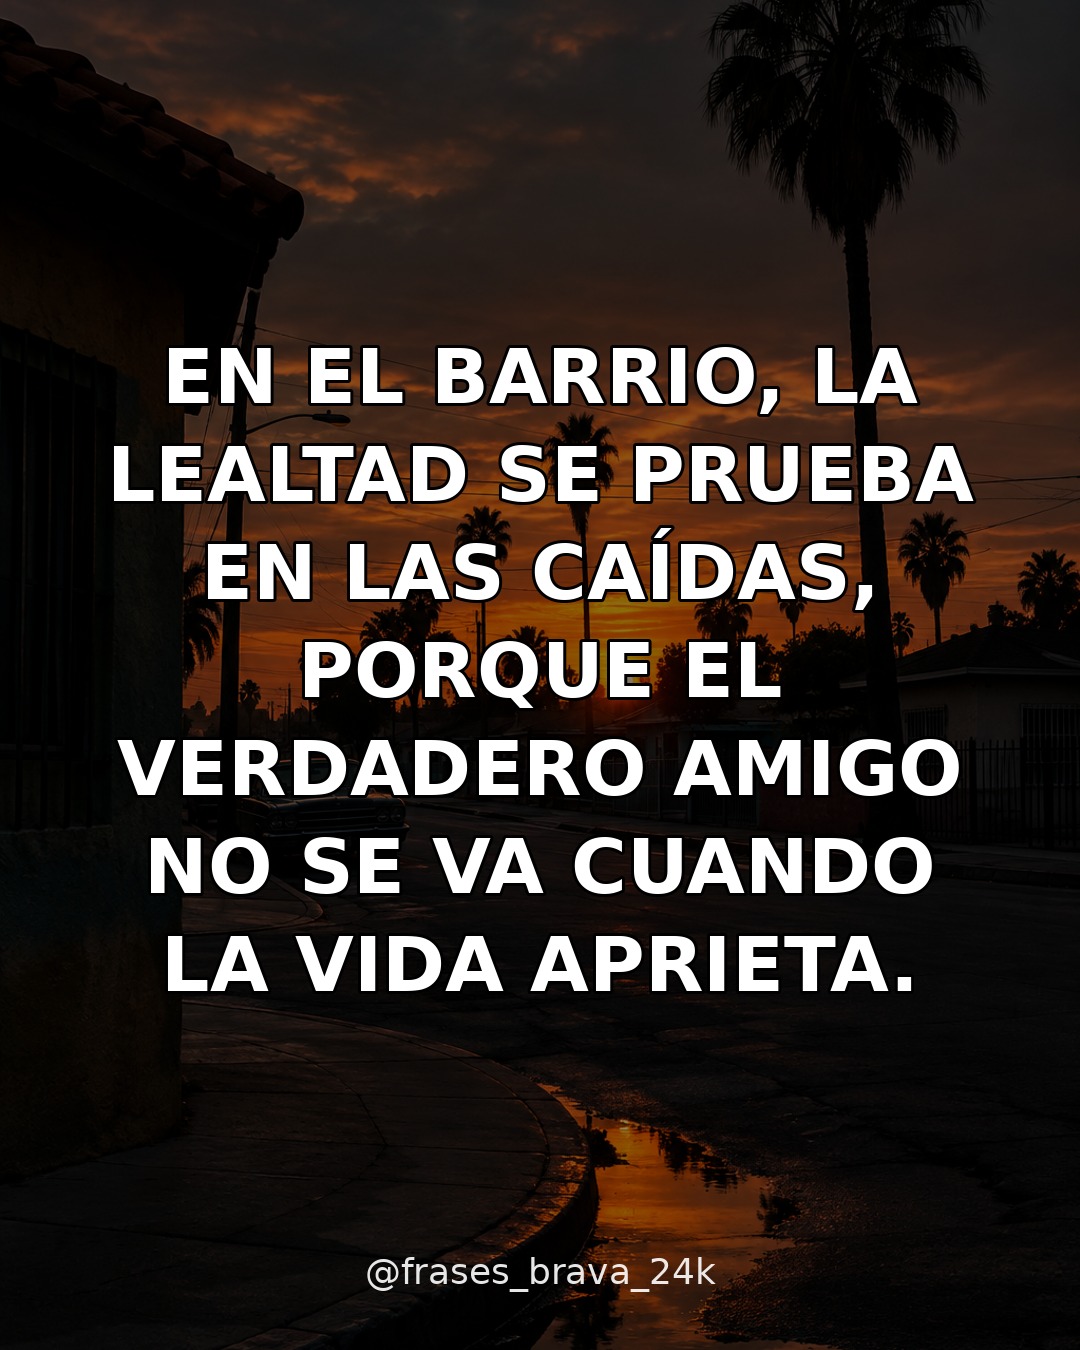 EN EL BARRIO, LA
LEALTAD SE PRUEBA
EN LAS CAÍDAS,
PORQUE EL
VERDADERO AMIGO
NO SE VA CUANDO
LA VIDA APRIETA.
@frases_brava_24k